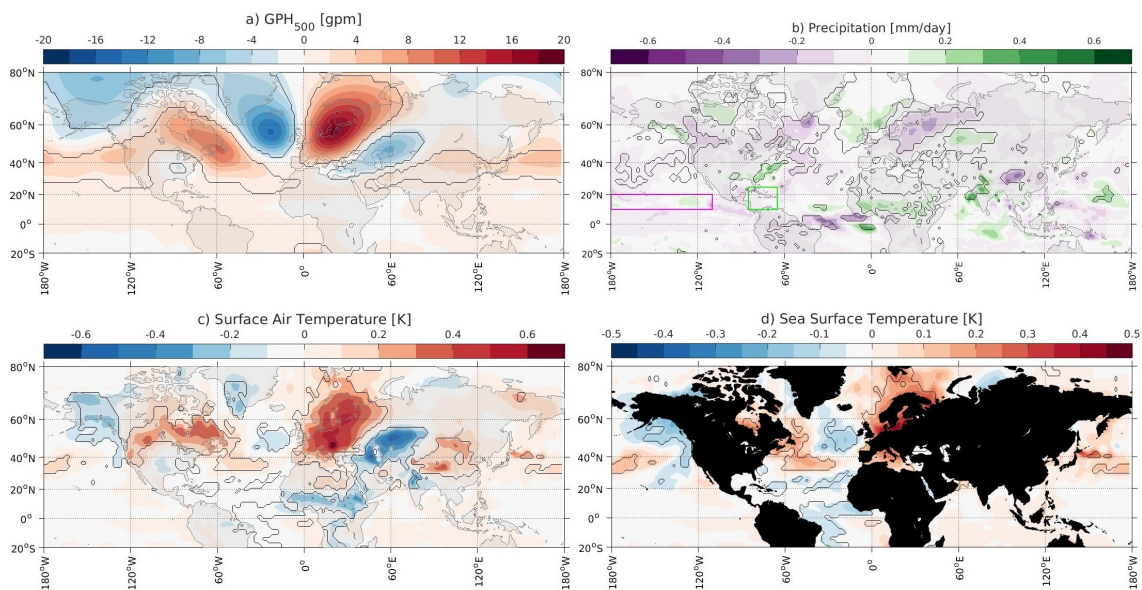 a) GPH500 [gpm]
-20 -16 -12 -8 -4 0 4 8 12 16 20
80°N
60°N
40°N
20°N
0°
20°S
180°W 120°W 60°W 0° 60°E 120°E 180°W
b) Precipitation [mm/day]
-0.6 -0.4 -0.2 0 0.2 0.4 0.6
80°N
60°N
40°N
20°N
0°
20°S
180°W 120°W 60°W 0° 60°E 120°E 180°W
c) Surface Air Temperature [K]
-0.6 -0.4 -0.2 0 0.2 0.4 0.6
80°N
60°N
40°N
20°N
0°
20°S
180°W 120°W 60°W 0° 60°E 120°E 180°W
d) Sea Surface Temperature [K]
-0.5 -0.4 -0.3 -0.2 -0.1 0 0.1 0.2 0.3 0.4 0.5
80°N
60°N
40°N
20°N
0°
20°S
180°W 120°W 60°W 0° 60°E 120°E 180°W